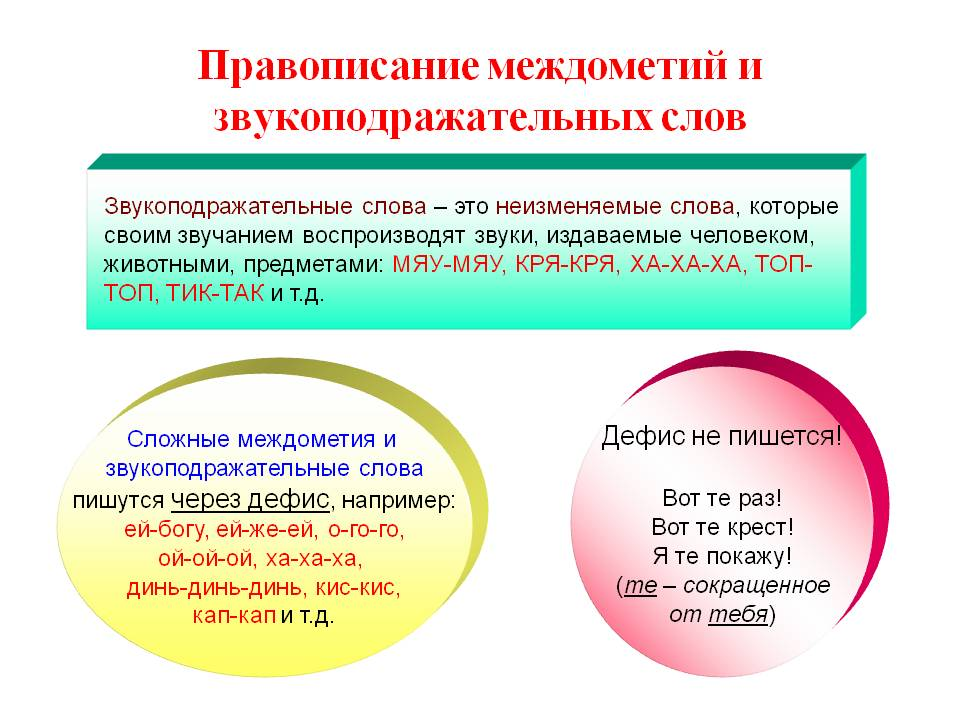 Правописание междометий и
звукоподражательных слов
Звукоподражательные слова – это неизменяемые слова, которые
своим звучанием воспроизводят звуки, издаваемые человеком,
животными, предметами: МЯУ-МЯУ, КРЯ-КРЯ, ХА-ХА-ХА, ТОП-
ТОП, ТИК-ТАК и т.д.
Сложные междометия и
звукоподражательные слова
пишутся через дефис, например:
ей-богу, ей-же-ей, о-го-го,
ой-ой-ой, ха-ха-ха,
динь-динь-динь, кис-кис,
кап-кап и т.д.
Дефис не пишется!
Вот те раз!
Вот те крест!
Я те покажу!
(те – сокращенное
от тебя)